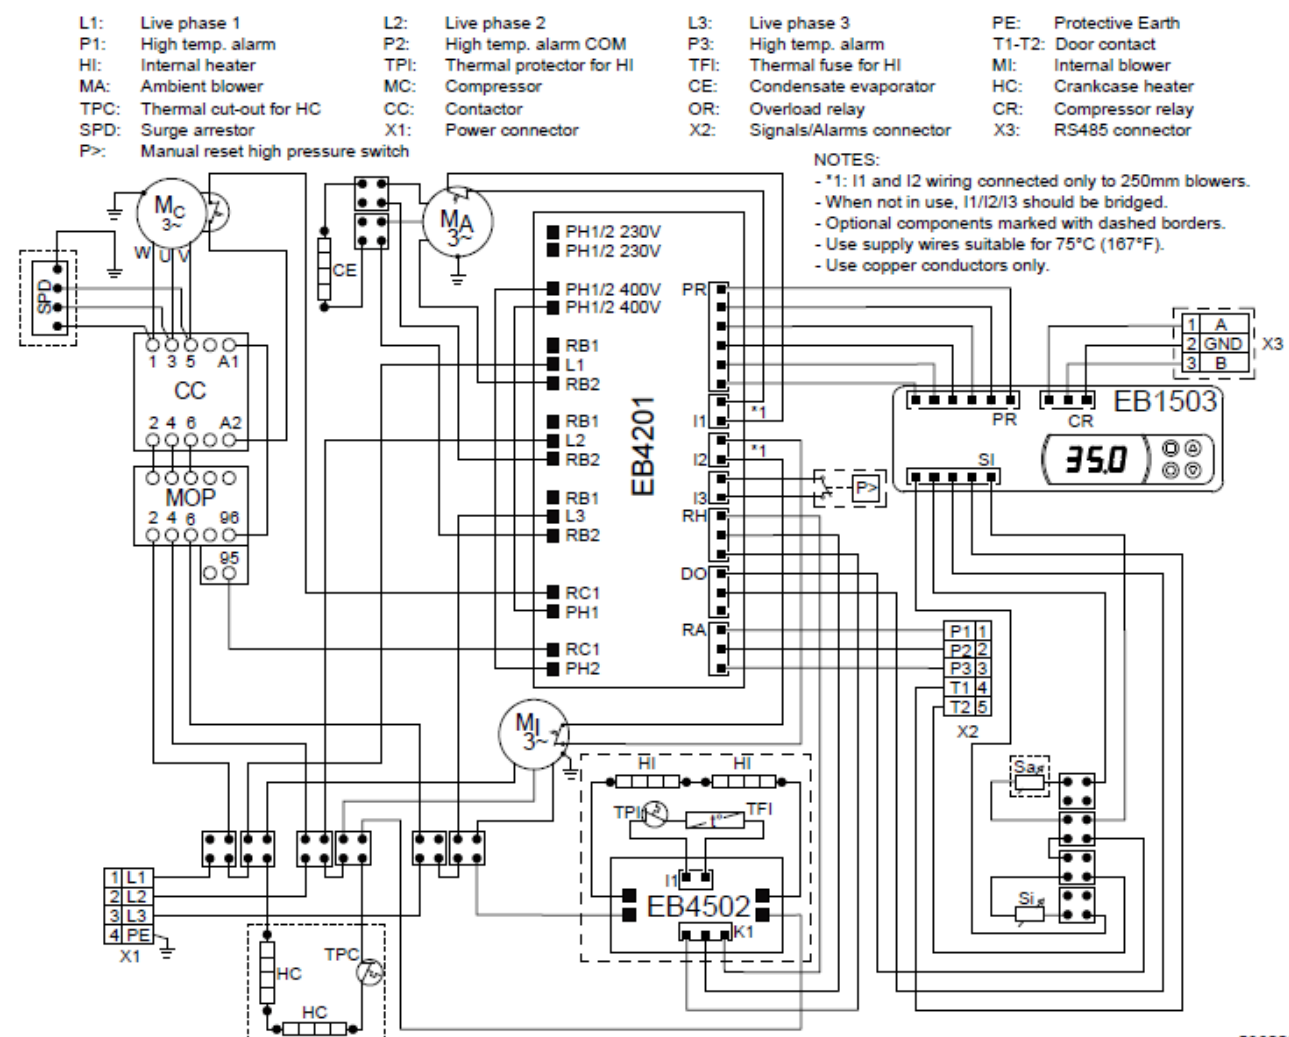 L1: Live phase 1 L2: Live phase 2 L3: Live phase 3 PE: Protective Earth
P1: High temp. alarm P2: High temp. alarm COM P3: High temp. alarm T1-T2: Door contact
HI: Internal heater TPI: Thermal protector for HI TFI: Thermal fuse for HI MI: Internal blower
MA: Ambient blower MC: Compressor CE: Condensate evaporator HC: Crankcase heater
TPC: Thermal cut-out for HC CC: Contactor OR: Overload relay CR: Compressor relay
SPD: Surge arrestor X1: Power connector X2: Signals/Alarms connector X3: RS485 connector
P>: Manual reset high pressure switch
NOTES:
- *1: I1 and I2 wiring connected only to 250mm blowers.
- When not in use, I1/I2/I3 should be bridged.
- Optional components marked with dashed borders.
- Use supply wires suitable for 75°C (167°F).
- Use copper conductors only.
MC
3~
W U V
SPD
1 3 5 A1
CC
2 4 6 A2
MOP
2 4 6 96
95
CE
MA
3~
PH1/2 230V
PH1/2 230V
PH1/2 400V
PH1/2 400V
RB1
L1
RB2
RB1
L2
RB2
RB1
L3
RB2
RC1
PH1
RC1
PH2
EB4201
PR
I1
*1
I2
*1
I3
RH
DO
RA
P>
1 A
2 GND
3 B
X3
PR
CR
EB1503
SI
35.0
P1 1
P2 2
P3 3
T1 4
T2 5
X2
MI
3~
HI HI
TPI
t°
TFI
I1
EB4502
K1
Sa
Si
1 L1
2 L2
3 L3
4 PE
X1
HC
TPC
HC